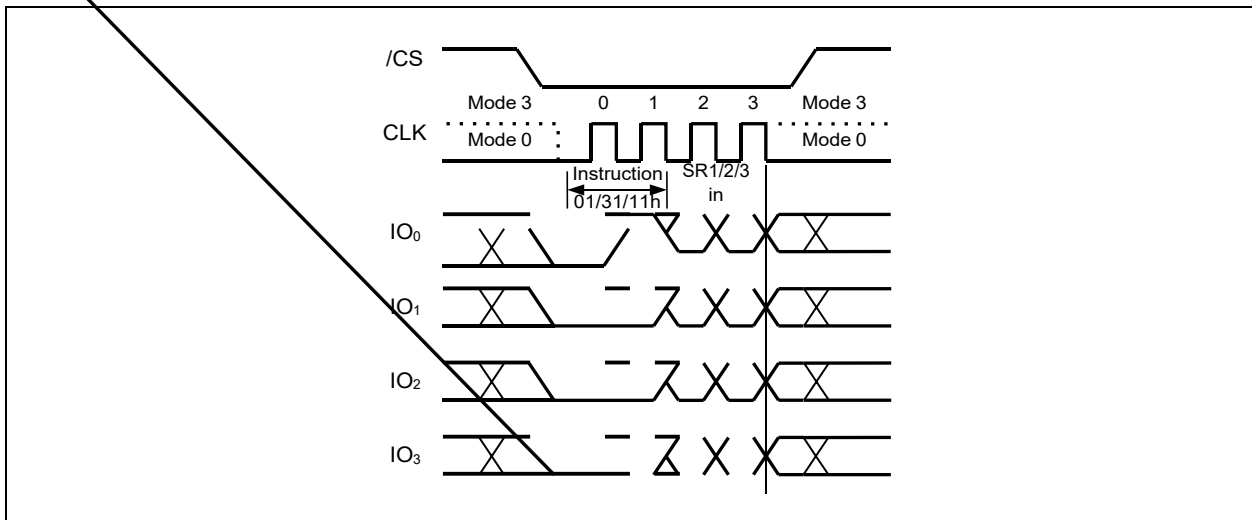 /CS
Mode 3 0 1 2 3 Mode 3
CLK Mode 0 Mode 0
Instruction SR1/2/3
01/31/11h in
IO₀
IO₁
IO₂
IO₃